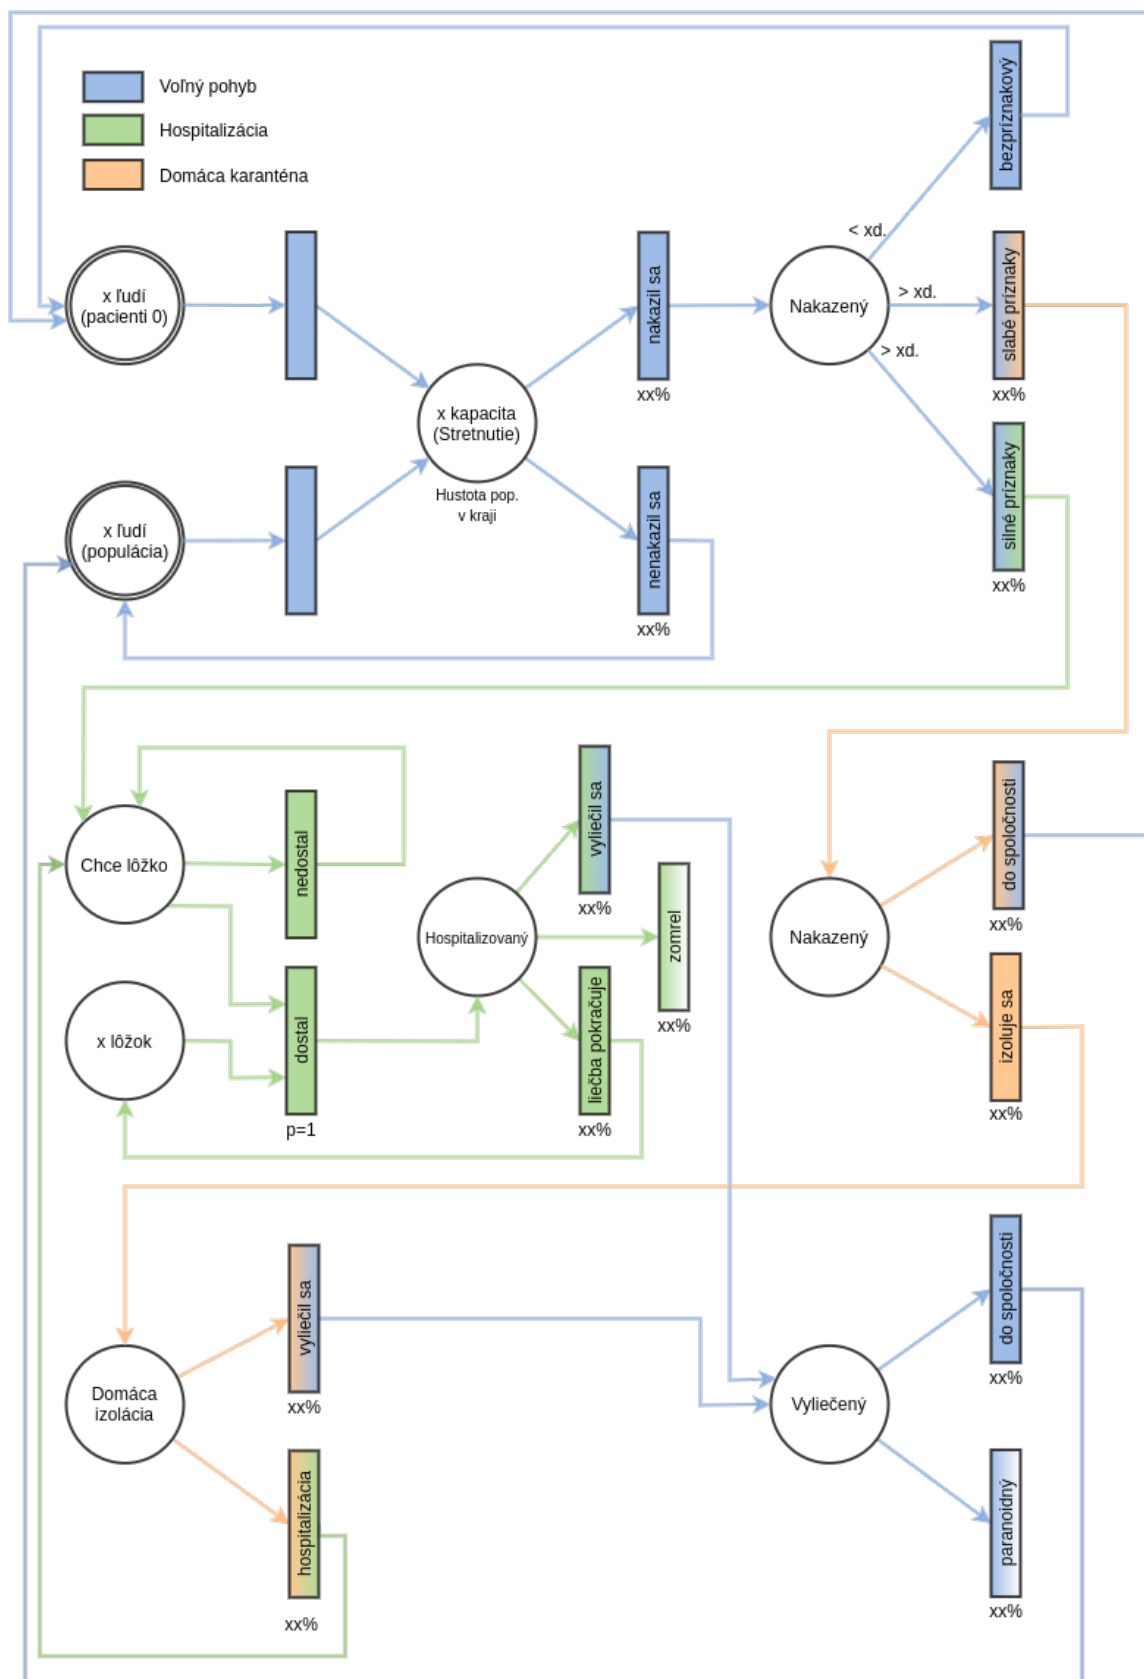 Voľný pohyb
Hospitalizácia
Domáca karanténa
bezpríznakový
x ľudí
(pacienti 0)
nakazil sa
xx%
Nakazený
< xd.
> xd.
> xd.
slabé príznaky
xx%
x kapacita
(Stretnutie)
Hustota pop.
v kraji
silné príznaky
xx%
x ľudí
(populácia)
nenakazil sa
xx%
Chce lôžko
nedostal
vyliečil sa
xx%
Hospitalizovaný
zomrel
xx%
Nakazený
do spoločnosti
xx%
x lôžok
dostal
p=1
liečba pokračuje
xx%
izoluje sa
xx%
Domáca
izolácia
vyliečil sa
xx%
hospitalizácia
xx%
Vyliečený
do spoločnosti
xx%
paranoidný
xx%